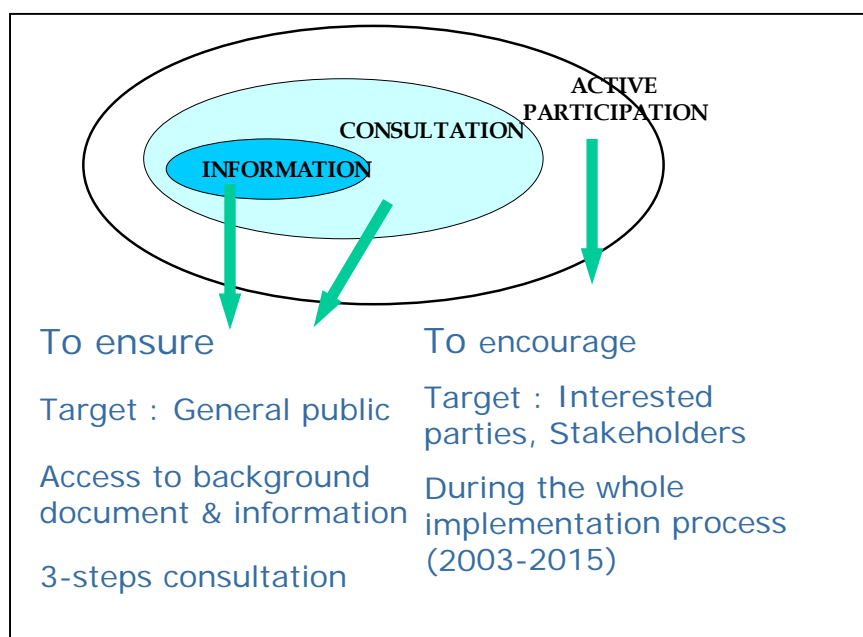 ACTIVE
PARTICIPATION
CONSULTATION
INFORMATION
To ensure
Target : General public
Access to background
document & information
3-steps consultation
To encourage
Target : Interested
parties, Stakeholders
During the whole
implementation process
(2003-2015)